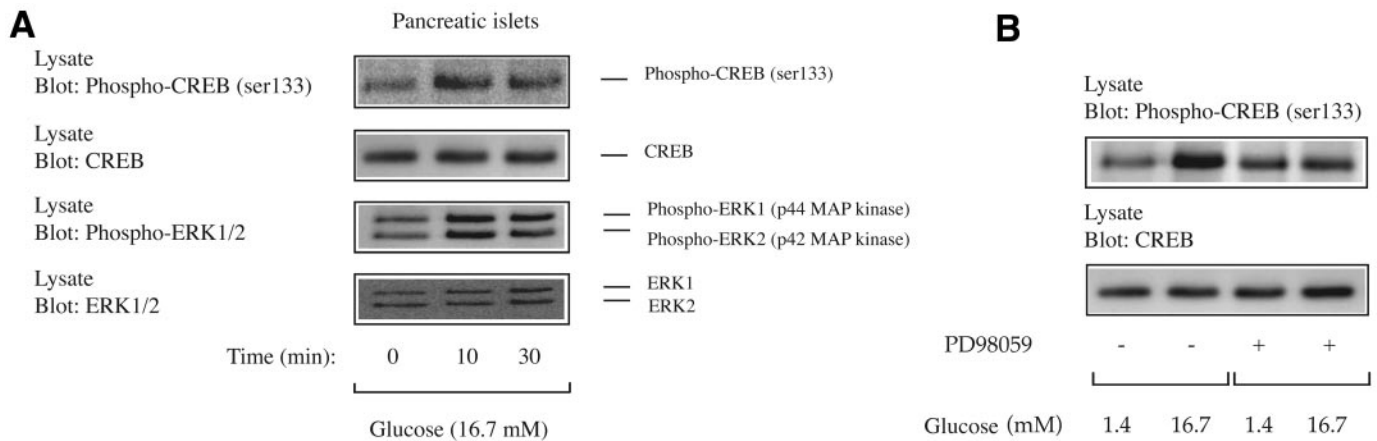 A
Pancreatic islets
Lysate
Blot: Phospho-CREB (ser133)
Phospho-CREB (ser133)
Lysate
Blot: CREB
CREB
Lysate
Blot: Phospho-ERK1/2
Phospho-ERK1 (p44 MAP kinase)
Phospho-ERK2 (p42 MAP kinase)
Lysate
Blot: ERK1/2
ERK1
ERK2
Time (min): 0 10 30
Glucose (16.7 mM)
B
Lysate
Blot: Phospho-CREB (ser133)
Lysate
Blot: CREB
PD98059 - - + +
Glucose (mM) 1.4 16.7 1.4 16.7